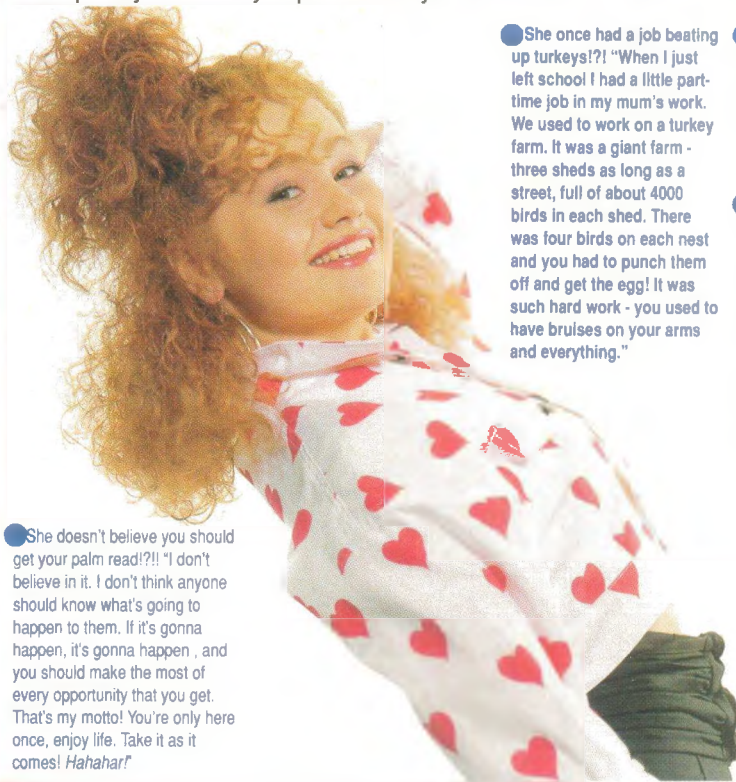 She once had a job beating
up turkeys!?! "When I just
left school I had a little part-
time job in my mum's work.
We used to work on a turkey
farm. It was a giant farm -
three sheds as long as a
street, full of about 4000
birds in each shed. There
was four birds on each nest
and you had to punch them
off and get the egg! It was
such hard work - you used to
have bruises on your arms
and everything."
She doesn't believe you should
get your palm read!?!! "I don't
believe in it. I don't think anyone
should know what's going to
happen to them. If it's gonna
happen, it's gonna happen , and
you should make the most of
every opportunity that you get.
That's my motto! You're only here
once, enjoy life. Take it as it
comes! Hahahar!"